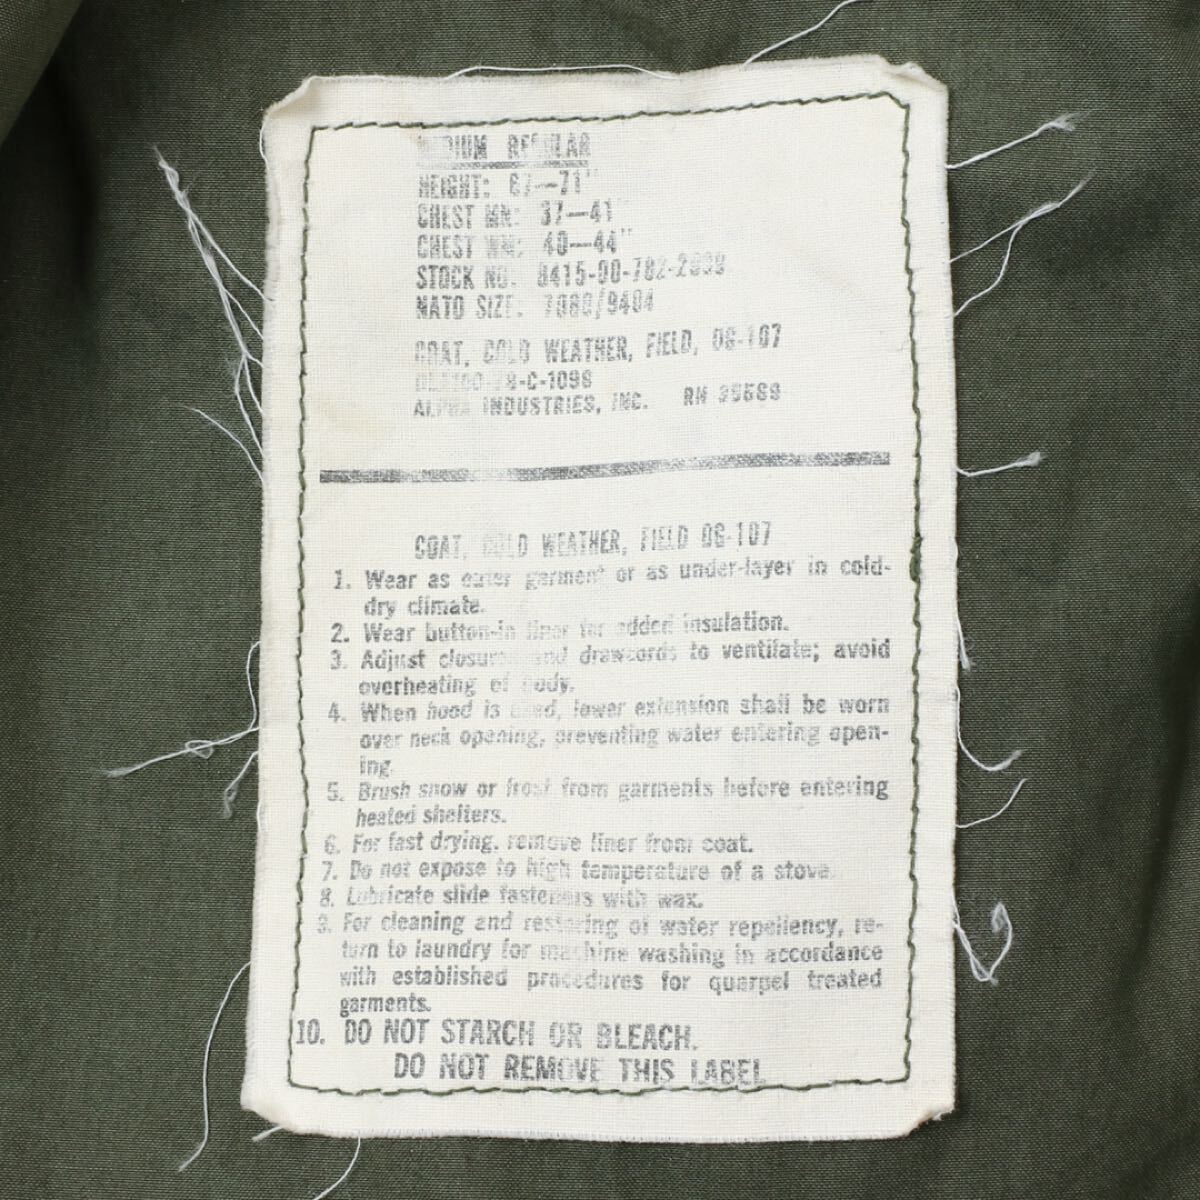 MEDIUM REGULAR
HEIGHT: 67—71"
CHEST MN: 37—41"
CHEST WM: 40—44"
STOCK NO. 8415-00-782-2939
NATO SIZE: 7080/9404
COAT, COLD WEATHER, FIELD, OG-107
-C-1098
ALPHA INDUSTRIES, INC. RN 35589
COAT, COLD WEATHER, FIELD OG-107
1. Wear as outer garment or as under-layer in cold-
dry climate.
2. Wear button-in liner for added insulation.
3. Adjust closures and drawcords to ventilate; avoid
overheating of body.
4. When hood is used, lower extension shall be worn
over neck opening, preventing water entering open-
ing.
5. Brush snow or frost from garments before entering
heated shelters.
6. For fast drying, remove liner from coat.
7. Do not expose to high temperature of a stove.
8. Lubricate slide fasteners with wax.
9. For cleaning and restoring of water repellency, re-
turn to laundry for machine washing in accordance
with established procedures for quarpel treated
garments.
10. DO NOT STARCH OR BLEACH.
DO NOT REMOVE THIS LABEL